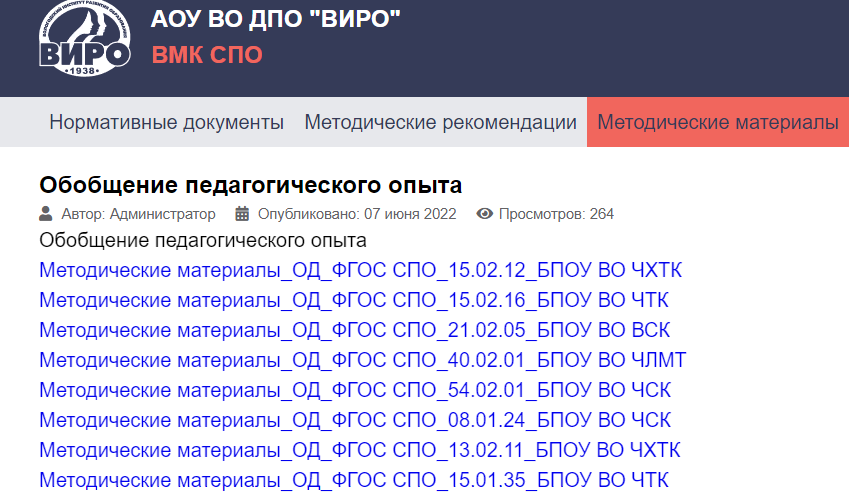 ВОЛОГОДСКИЙ ИНСТИТУТ РАЗВИТИЯ ОБРАЗОВАНИЯ
ВИРО
•1938•
АОУ ВО ДПО "ВИРО"
ВМК СПО
Нормативные документы Методические рекомендации Методические материалы
Обобщение педагогического опыта
Автор: Администратор Опубликовано: 07 июня 2022 Просмотров: 264
Обобщение педагогического опыта
Методические материалы_ОД_ФГОС СПО_15.02.12_БПОУ ВО ЧХТК
Методические материалы_ОД_ФГОС СПО_15.02.16_БПОУ ВО ЧТК
Методические материалы_ОД_ФГОС СПО_21.02.05_БПОУ ВО ВСК
Методические материалы_ОД_ФГОС СПО_40.02.01_БПОУ ВО ЧЛМТ
Методические материалы_ОД_ФГОС СПО_54.02.01_БПОУ ВО ЧСК
Методические материалы_ОД_ФГОС СПО_08.01.24_БПОУ ВО ЧСК
Методические материалы_ОД_ФГОС СПО_13.02.11_БПОУ ВО ЧХТК
Методические материалы_ОД_ФГОС СПО_15.01.35_БПОУ ВО ЧТК